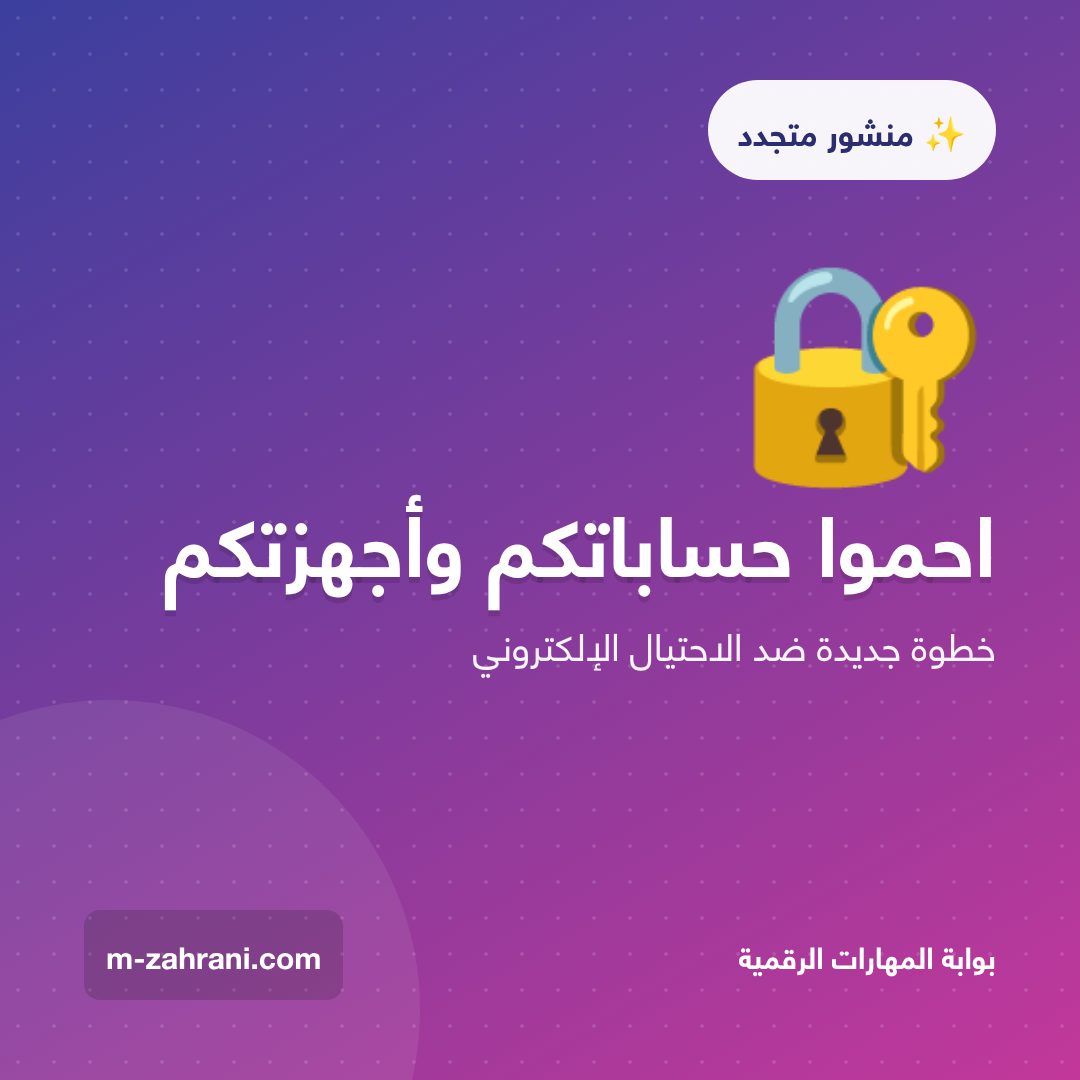 ✨ منشور متجدد
احموا حساباتكم وأجهزتكم
خطوة جديدة ضد الاحتيال الإلكتروني
بوابة المهارات الرقمية
m-zahrani.com